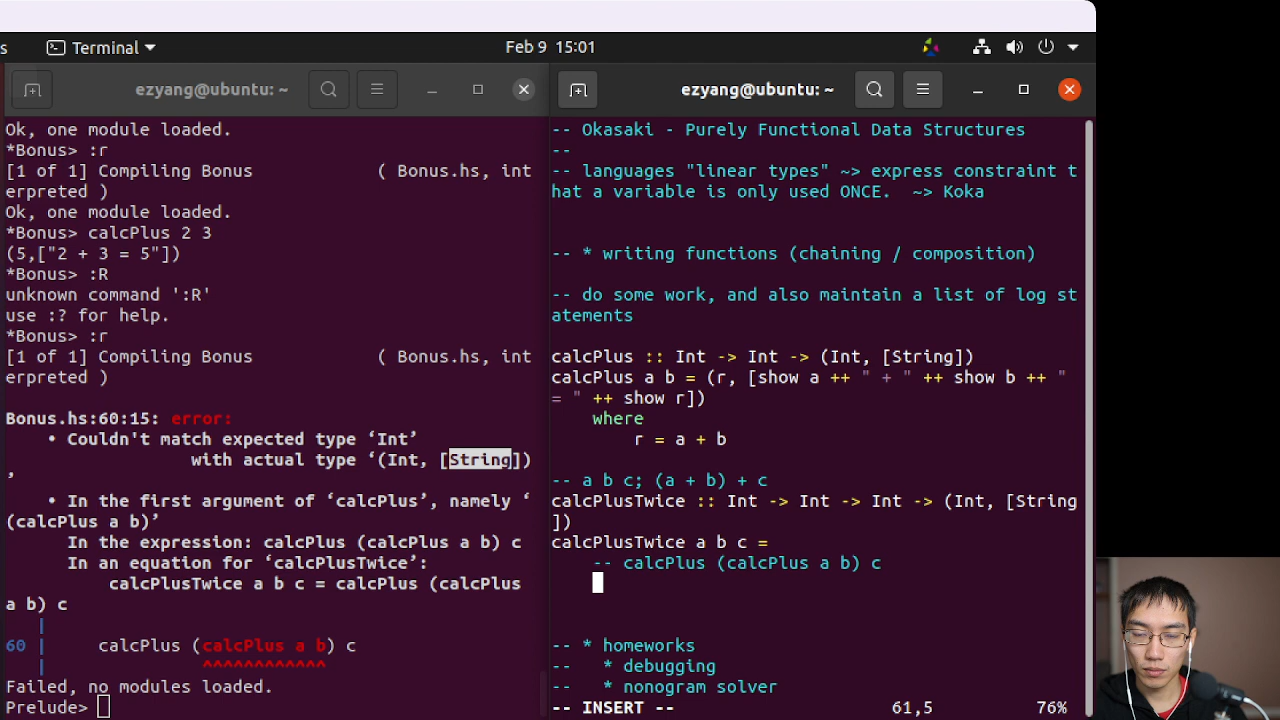 s Terminal Feb 9 15:01
ezyang@ubuntu: ~
Ok, one module loaded.
*Bonus> :r
[1 of 1] Compiling Bonus ( Bonus.hs, int
erpreted )
Ok, one module loaded.
*Bonus> calcPlus 2 3
(5,["2 + 3 = 5"])
*Bonus> :R
unknown command ':R'
use :? for help.
*Bonus> :r
[1 of 1] Compiling Bonus ( Bonus.hs, int
erpreted )
Bonus.hs:60:15: error:
• Couldn't match expected type ‘Int’
with actual type ‘(Int, [String])
’
• In the first argument of ‘calcPlus’, namely ‘
(calcPlus a b)’
In the expression: calcPlus (calcPlus a b) c
In an equation for ‘calcPlusTwice’:
calcPlusTwice a b c = calcPlus (calcPlus
a b) c
|
60 | calcPlus (calcPlus a b) c
| ^^^^^^^^^^^^
Failed, no modules loaded.
Prelude>
ezyang@ubuntu: ~
-- Okasaki - Purely Functional Data Structures
--
-- languages "linear types" ~> express constraint t
hat a variable is only used ONCE. ~> Koka
-- * writing functions (chaining / composition)
-- do some work, and also maintain a list of log st
atements
calcPlus :: Int -> Int -> (Int, [String])
calcPlus a b = (r, [show a ++ " + " ++ show b ++ "
= " ++ show r])
where
r = a + b
-- a b c; (a + b) + c
calcPlusTwice :: Int -> Int -> Int -> (Int, [String
])
calcPlusTwice a b c =
-- calcPlus (calcPlus a b) c
-- * homeworks
-- * debugging
-- * nonogram solver
-- INSERT -- 61,5 76%